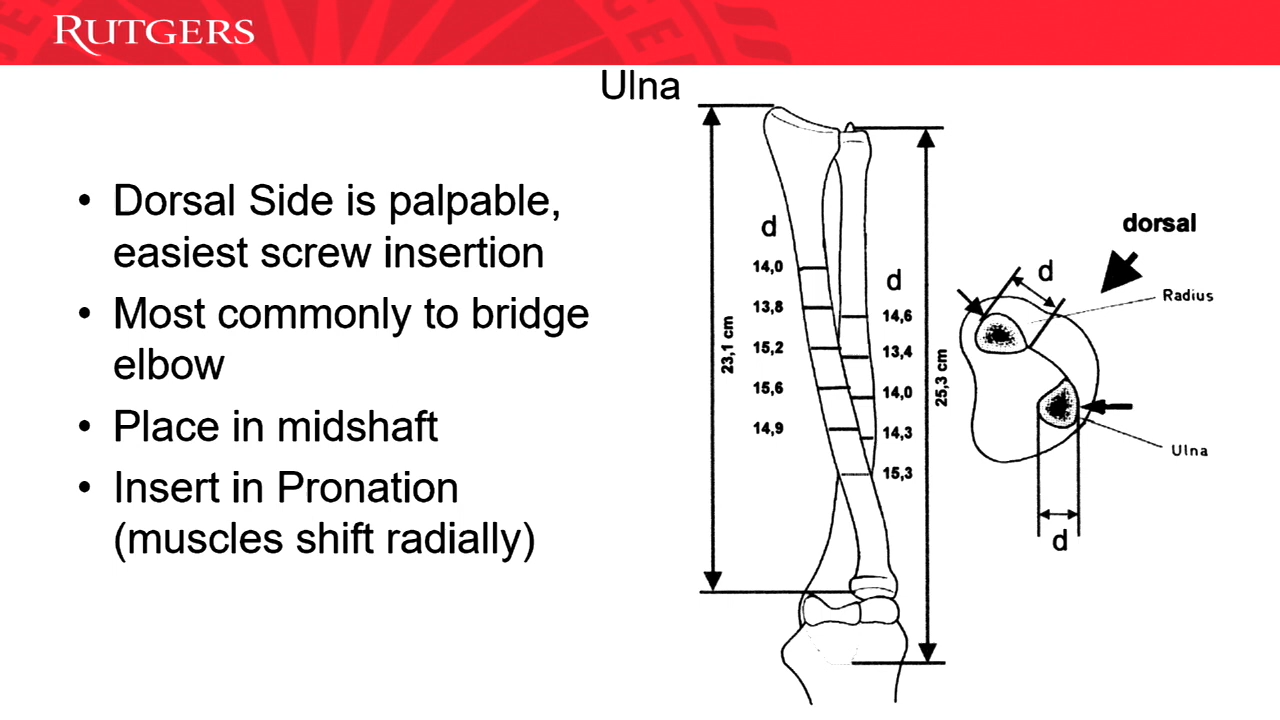 RUTGERS
Ulna
• Dorsal Side is palpable,
easiest screw insertion
• Most commonly to bridge
elbow
• Place in midshaft
• Insert in Pronation
(muscles shift radially)
d
14,0
13,8
15,2
15,6
14,9
23,1 cm
d
14,6
13,4
14,0
14,3
15,3
25,3 cm
dorsal
d
Radius
Ulna
d